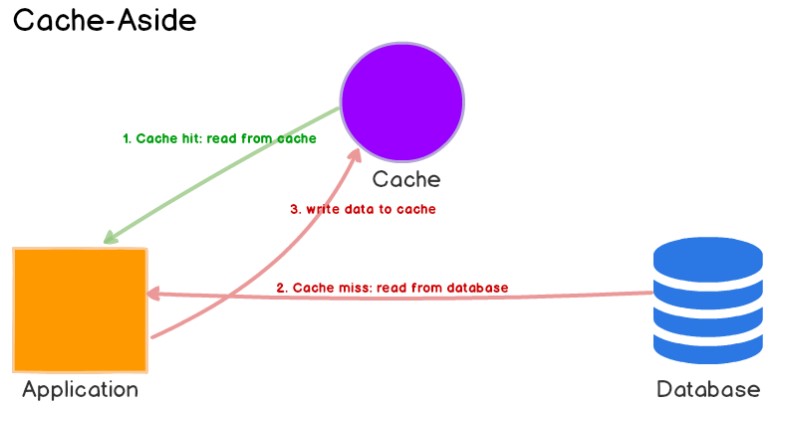 Cache-Aside
1. Cache hit: read from cache
Cache
3. write data to cache
2. Cache miss: read from database
Application
Database